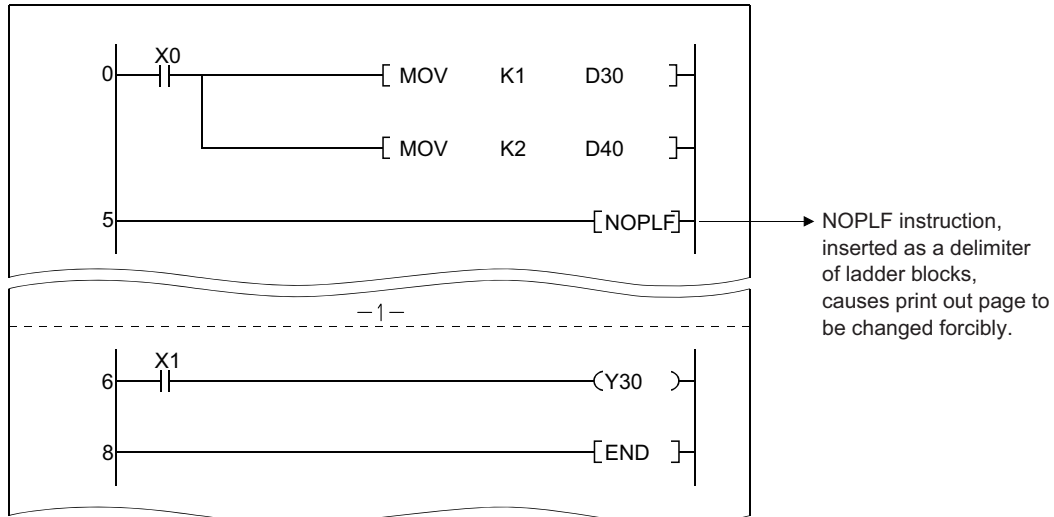 X0
0 MOV K1 D30
MOV K2 D40
5 NOPLF
NOPLF instruction,
inserted as a delimiter
of ladder blocks,
causes print out page to
be changed forcibly.
-1-
X1
6 Y30
8 END